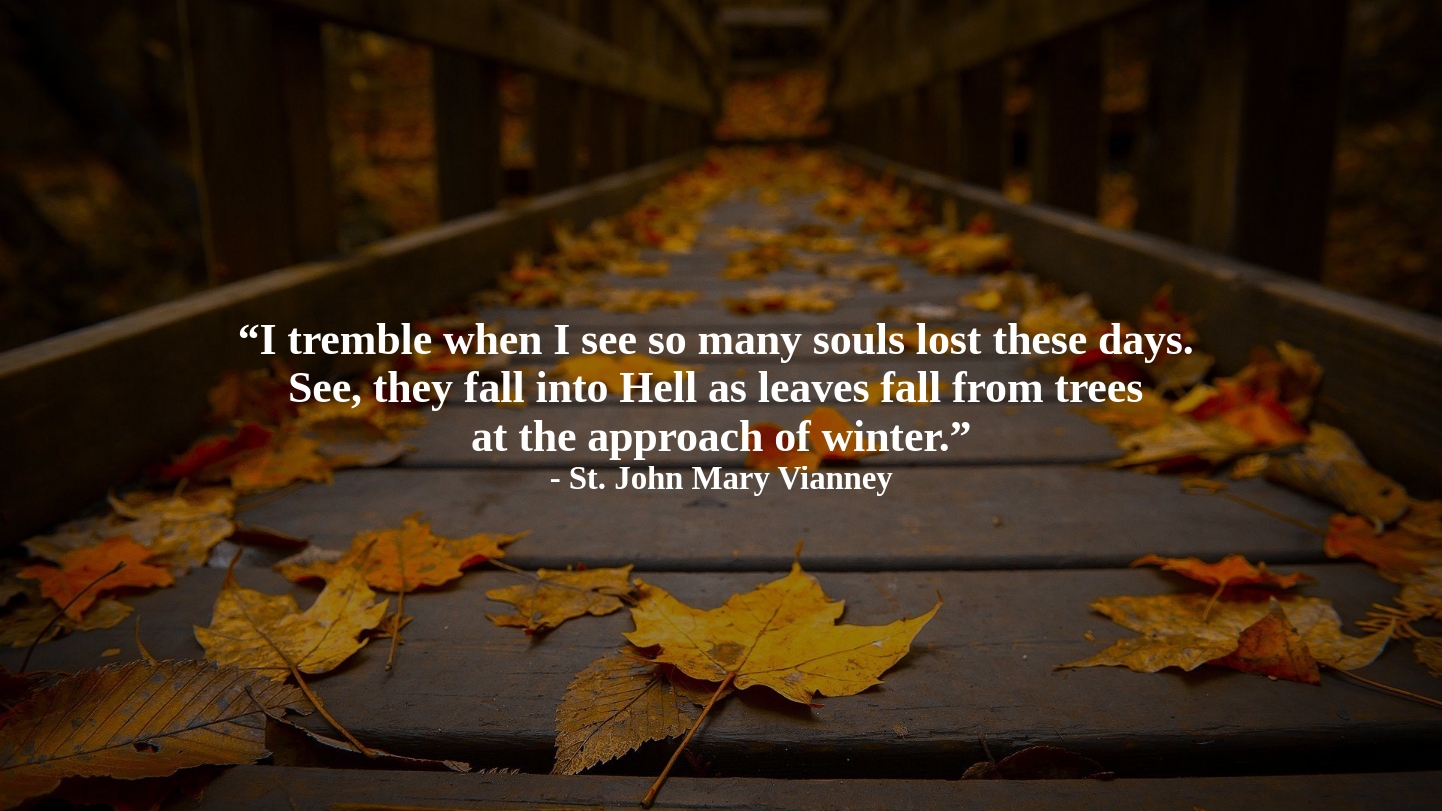 “I tremble when I see so many souls lost these days.
See, they fall into Hell as leaves fall from trees
at the approach of winter.”
- St. John Mary Vianney